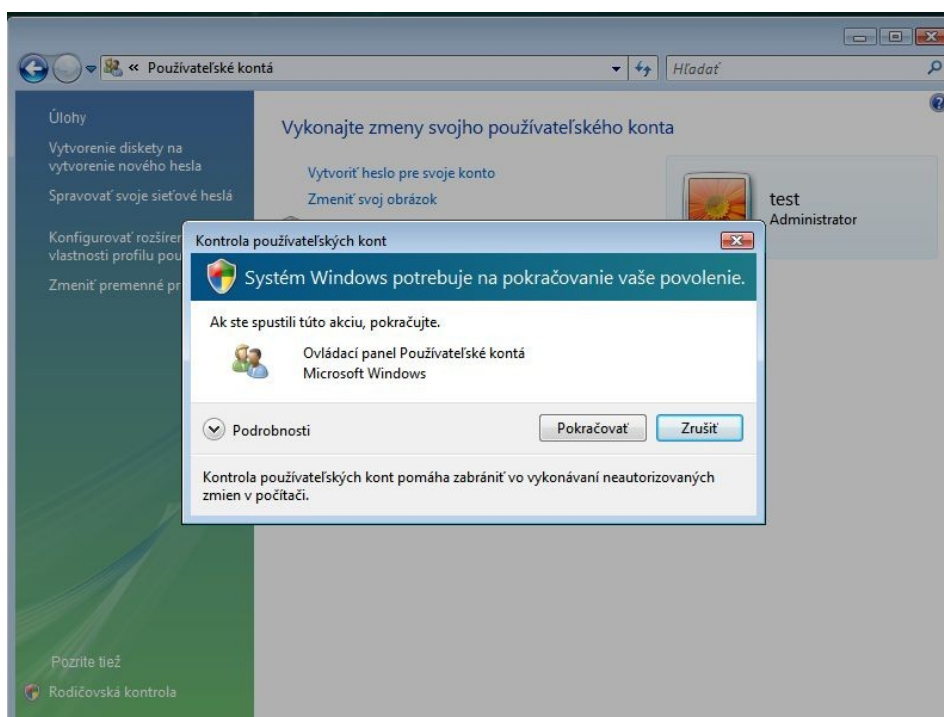 « Používateľské kontá
Hľadať
Úlohy
Vytvorenie diskety na
vytvorenie nového hesla
Spravovať svoje sieťové heslá
Konfigurovať rozšírer
vlastnosti profilu pou
Zmeniť premenné pr
Vykonajte zmeny svojho používateľského konta
Vytvoriť heslo pre svoje konto
Zmeniť svoj obrázok
test
Administrator
Kontrola používateľských kont
Systém Windows potrebuje na pokračovanie vaše povolenie.
Ak ste spustili túto akciu, pokračujte.
Ovládací panel Používateľské kontá
Microsoft Windows
Podrobnosti
Pokračovať
Zrušiť
Kontrola používateľských kont pomáha zabrániť vo vykonávaní neautorizovaných
zmien v počítači.
Pozrite tiež
Rodičovská kontrola